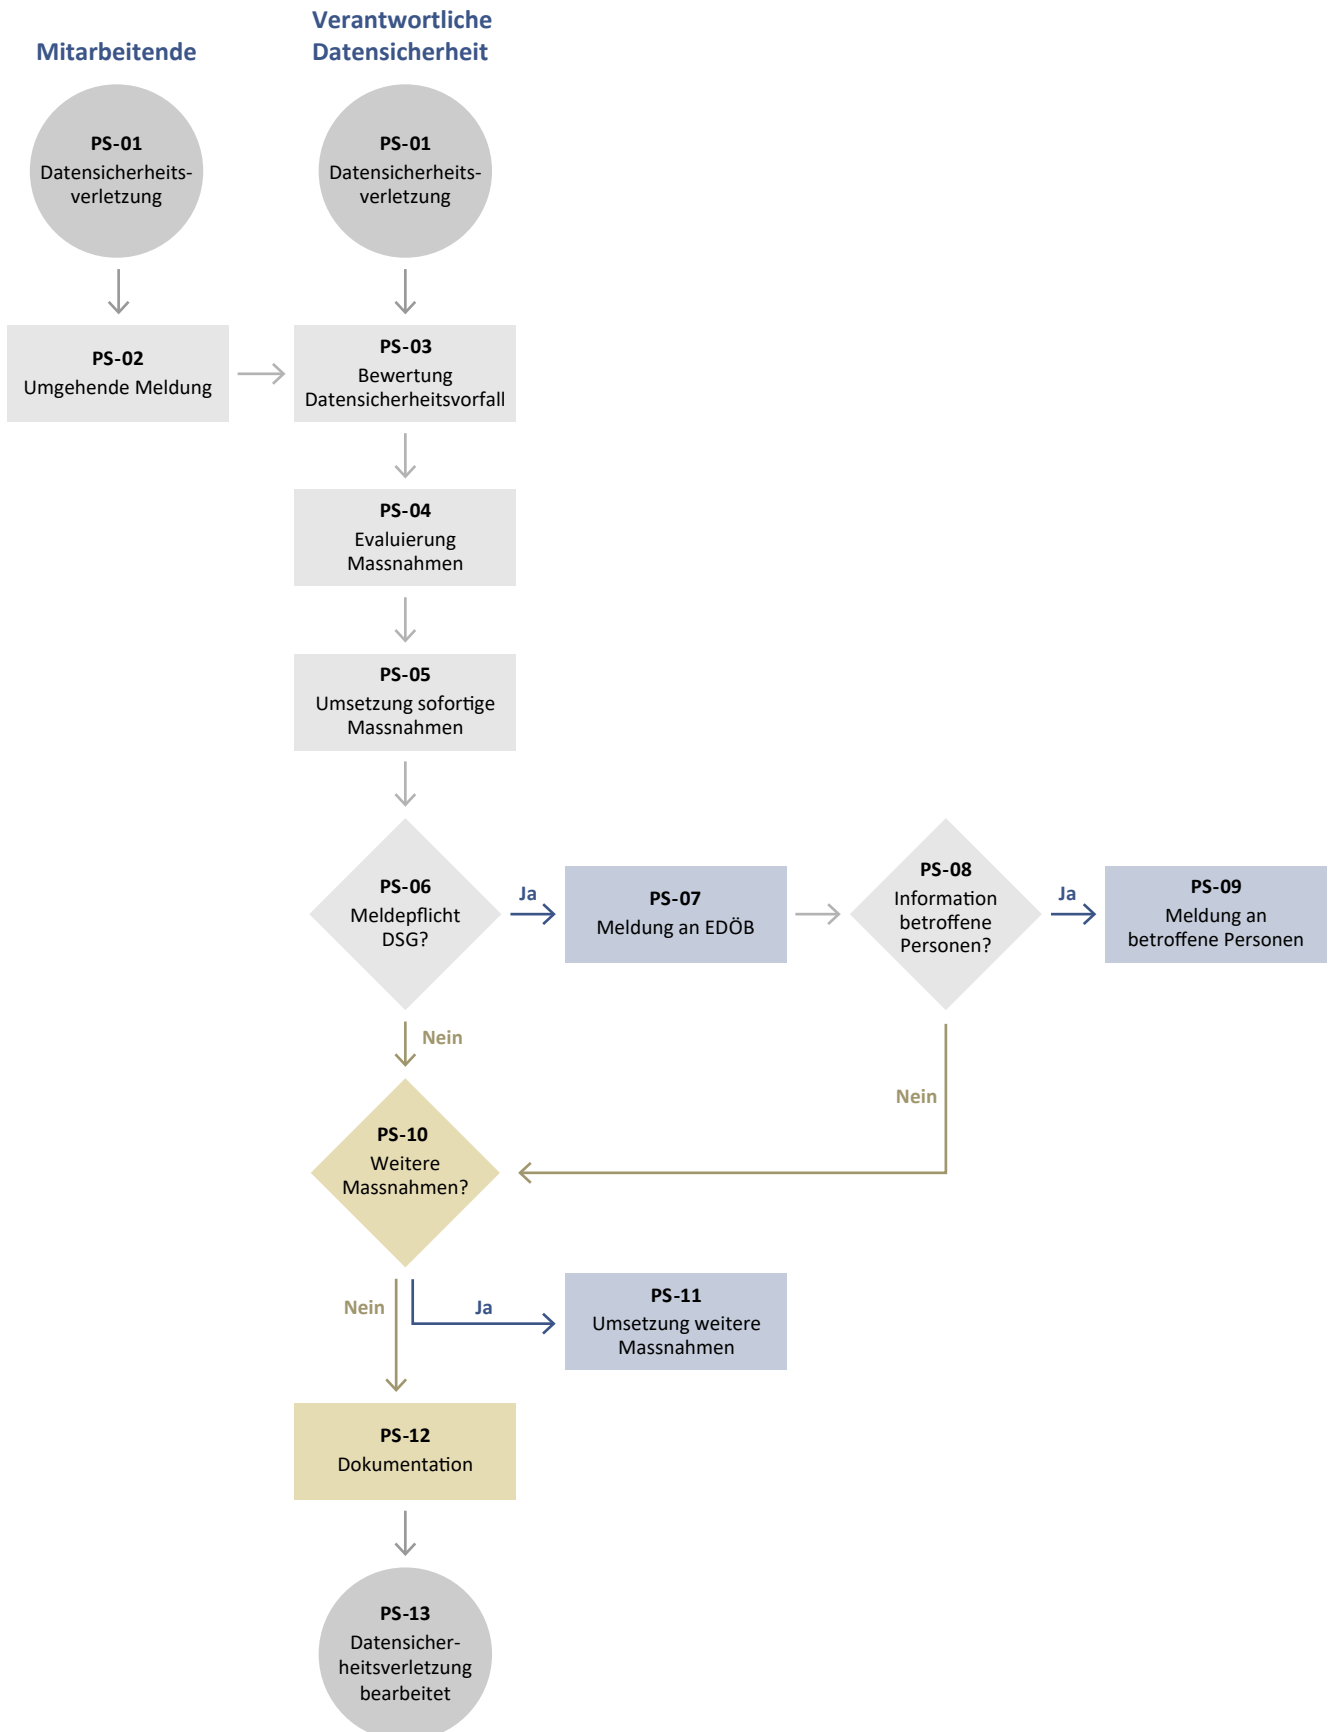 Mitarbeitende
Verantwortliche
Datensicherheit
PS-01
Datensicherheits-
verletzung
PS-01
Datensicherheits-
verletzung
PS-02
Umgehende Meldung
PS-03
Bewertung
Datensicherheitsvorfall
PS-04
Evaluierung
Massnahmen
PS-05
Umsetzung sofortige
Massnahmen
PS-06
Meldepflicht
DSG?
Ja
PS-07
Meldung an EDÖB
PS-08
Information
betroffene
Personen?
Ja
PS-09
Meldung an
betroffene Personen
Nein
Nein
PS-10
Weitere
Massnahmen?
Nein
Ja
PS-11
Umsetzung weitere
Massnahmen
PS-12
Dokumentation
PS-13
Datensicher-
heitsverletzung
bearbeitet